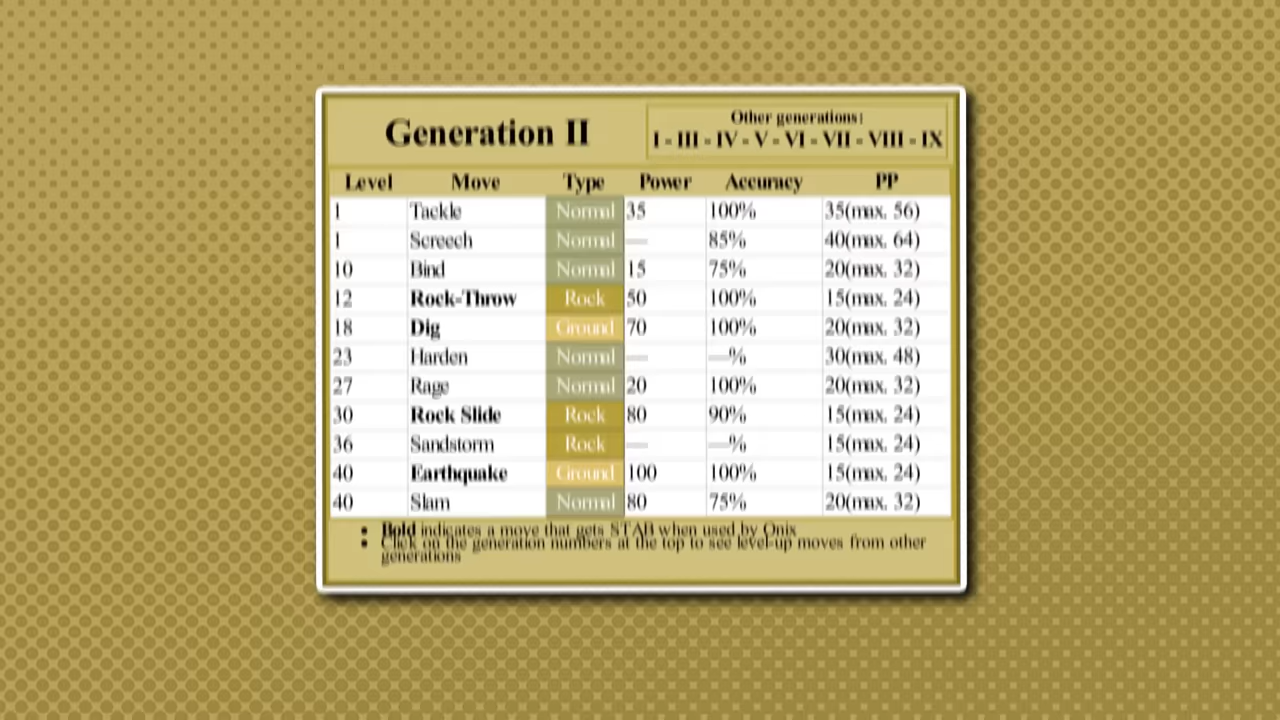 Generation II
Other generations:
I - III - IV - V - VI - VII - VIII - IX
Level Move Type Power Accuracy PP
1 Tackle Normal 35 100% 35(max. 56)
1 Screech Normal — 85% 40(max. 64)
10 Bind Normal 15 75% 20(max. 32)
12 Rock-Throw Rock 50 100% 15(max. 24)
18 Dig Ground 70 100% 20(max. 32)
23 Harden Normal — —% 30(max. 48)
27 Rage Normal 20 100% 20(max. 32)
30 Rock Slide Rock 80 90% 15(max. 24)
36 Sandstorm Rock — —% 15(max. 24)
40 Earthquake Ground 100 100% 15(max. 24)
40 Slam Normal 80 75% 20(max. 32)
• Bold indicates a move that gets STAB when used by Onix
• Click on the generation numbers at the top to see level-up moves from other
generations